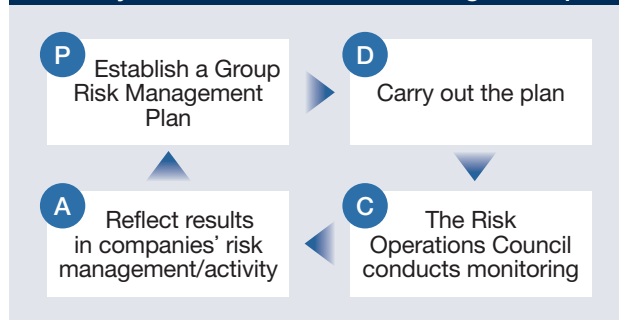 P
Establish a Group
Risk Management
Plan
D
Carry out the plan
A
Reflect results
in companies' risk
management/activity
C
The Risk
Operations Council
conducts monitoring